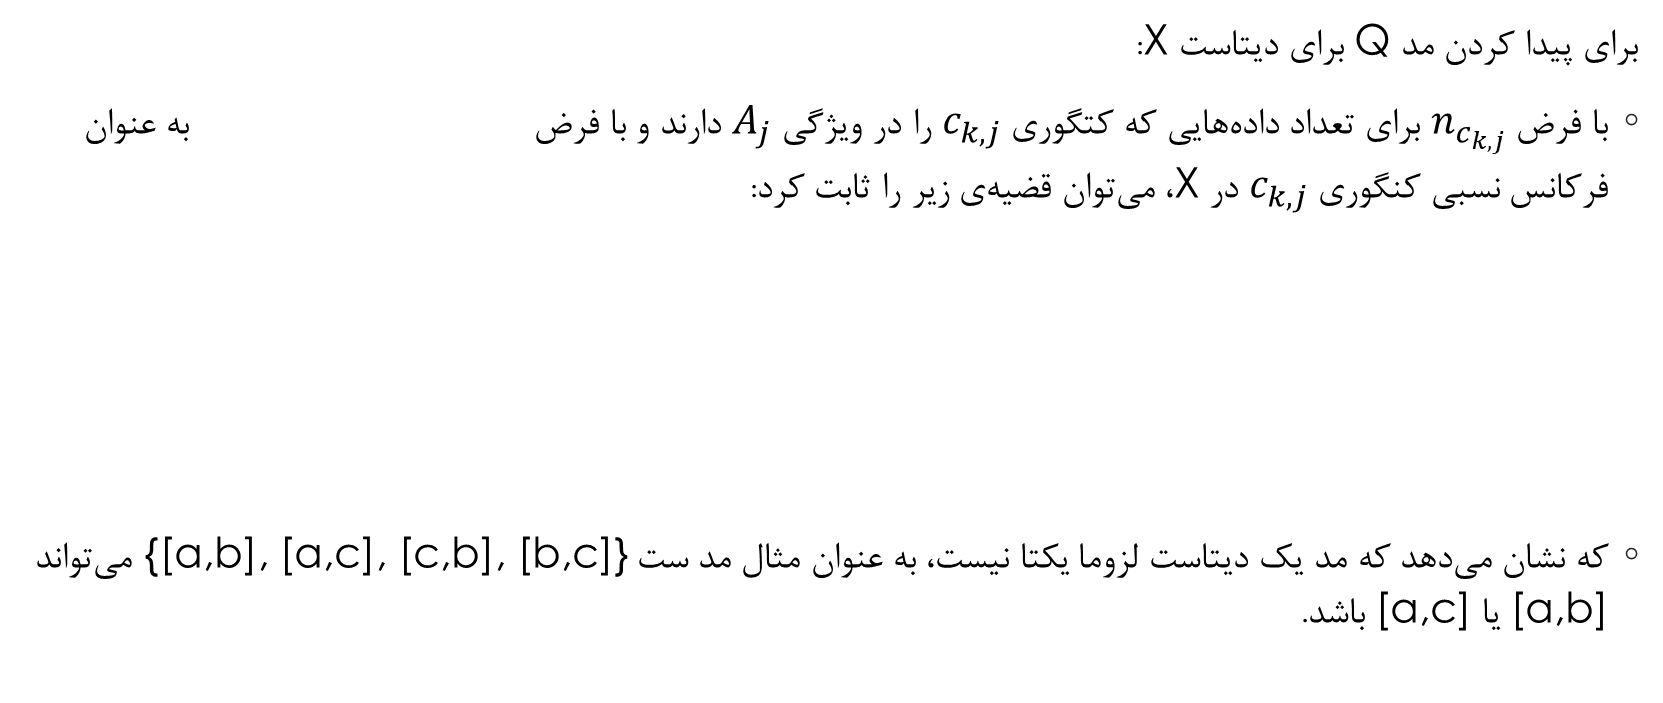 برای پیدا کردن مد Q برای دیتاست X:
○ با فرض n_{c_{k,j}} برای تعداد داده‌هایی که کتگوری c_{k,j} را در ویژگی A_j دارند و با فرض به عنوان
فرکانس نسبی کتگوری c_{k,j} در X، می‌توان قضیه‌ی زیر را ثابت کرد:
○ که نشان می‌دهد که مد یک دیتاست لزوما یکتا نیست، به عنوان مثال مد ست {[a,b]، [a,c]، [c,b]، [b,c]} می‌تواند
[a,b] یا [a,c] باشد.